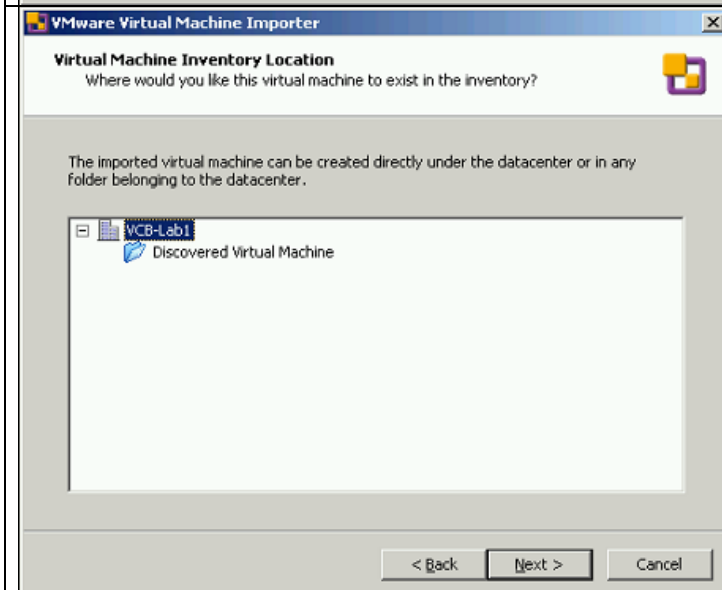 VMware Virtual Machine Importer
Virtual Machine Inventory Location
Where would you like this virtual machine to exist in the inventory?
The imported virtual machine can be created directly under the datacenter or in any
folder belonging to the datacenter.
VCB-Lab1
Discovered Virtual Machine
< Back
Next >
Cancel